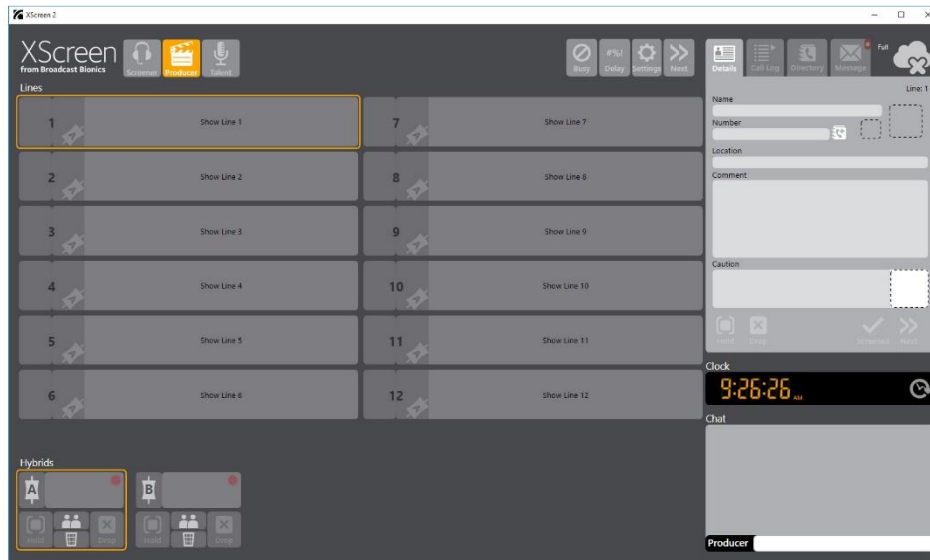 XScreen 2
XScreen
from Broadcast Bionics
Screener
Producer
Talent
Busy
#%!
Delay
Settings
Next
Details
Call Log
Directory
Message
Full
Lines
Line: 1
1
Show Line 1
7
Show Line 7
2
Show Line 2
8
Show Line 8
3
Show Line 3
9
Show Line 9
4
Show Line 4
10
Show Line 10
5
Show Line 5
11
Show Line 11
6
Show Line 6
12
Show Line 12
Name
Number
Location
Comment
Caution
Hold
Drop
Screened
Next
Clock
9:26:26 AM
Chat
Hybrids
A
B
Hold
Drop
Hold
Drop
Producer